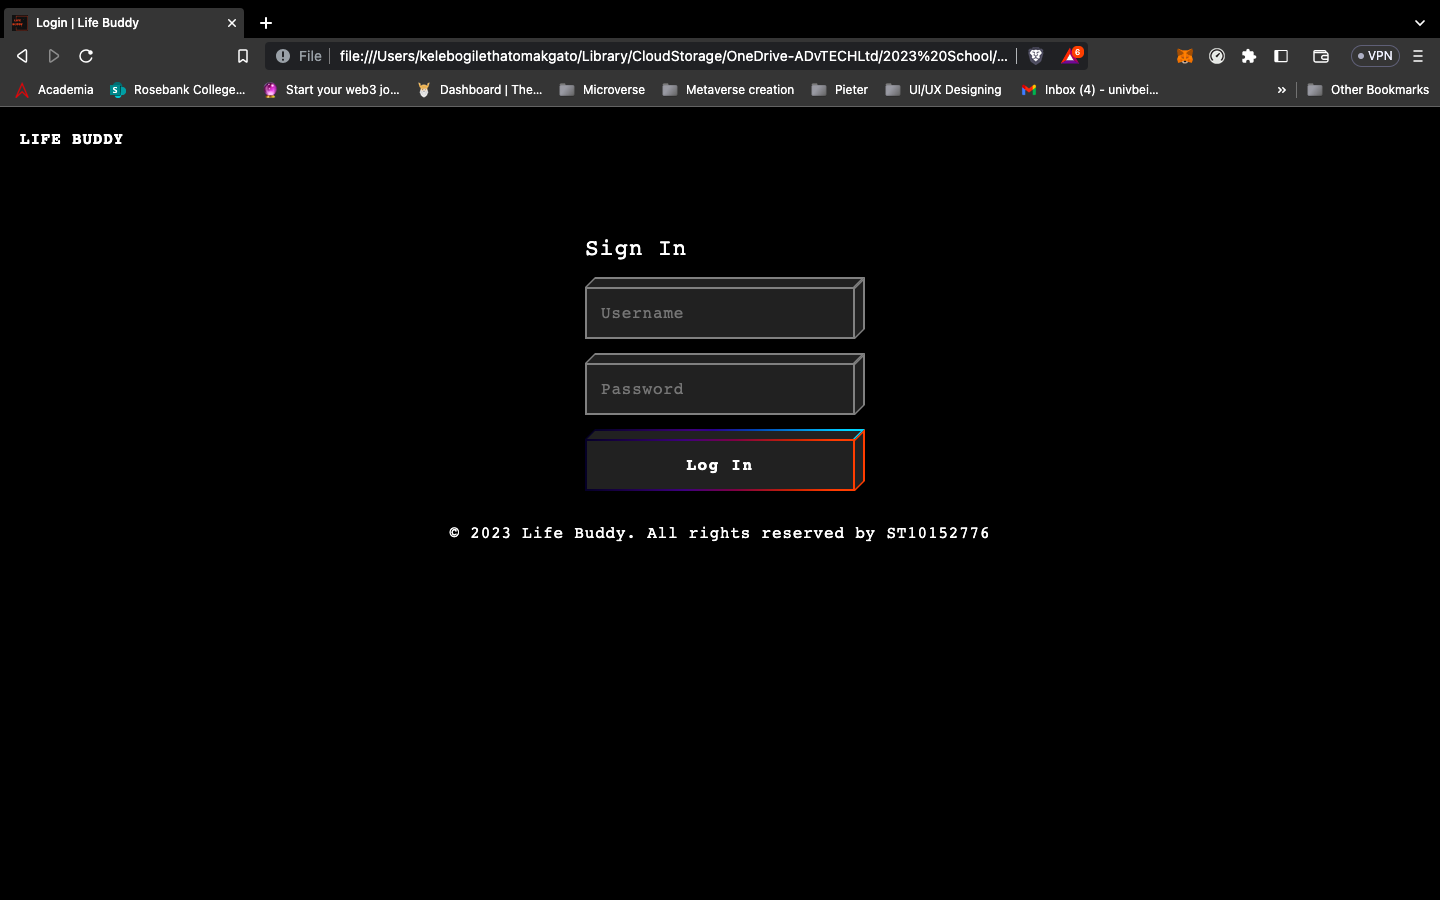 Login | Life Buddy
File
file:///Users/kelebogilethatomakgato/Library/CloudStorage/OneDrive-ADvTECHLtd/2023%20School/...
6
VPN
Academia
Rosebank College...
Start your web3 jo...
Dashboard | The...
Microverse
Metaverse creation
Pieter
UI/UX Designing
Inbox (4) - univbei...
»
Other Bookmarks
LIFE BUDDY
Sign In
Username
Password
Log In
© 2023 Life Buddy. All rights reserved by ST10152776